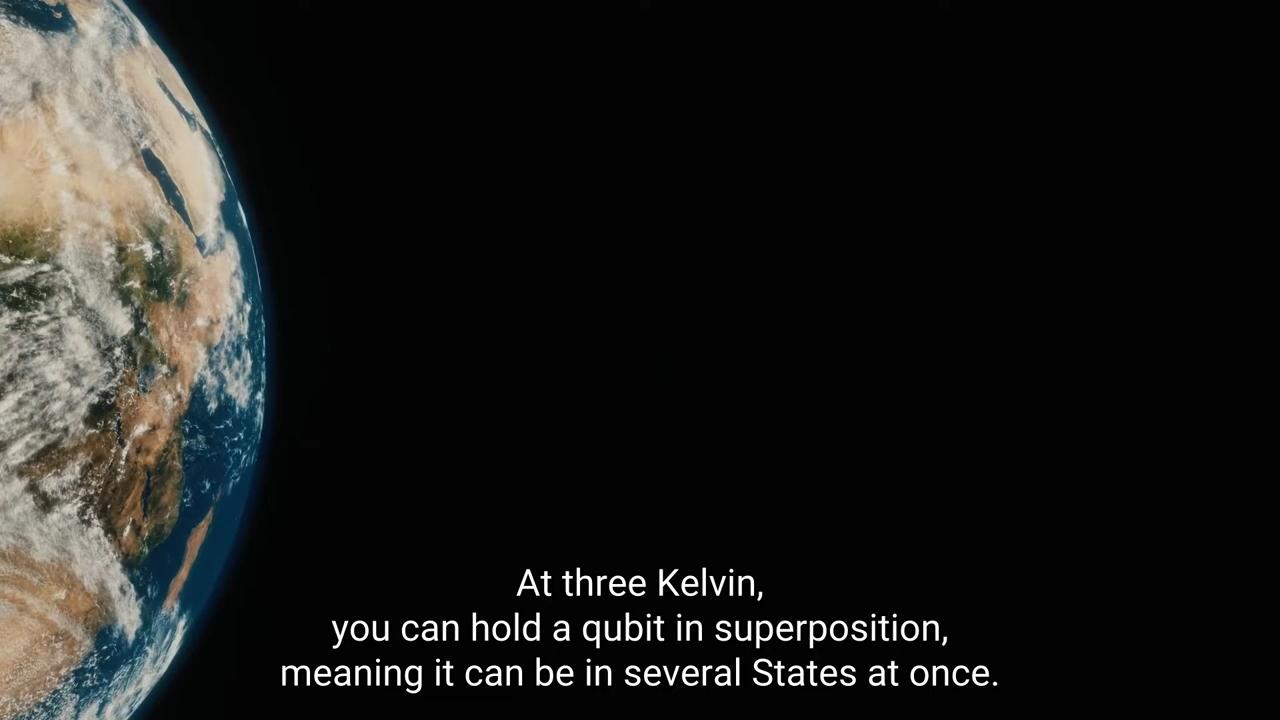 At three Kelvin,
you can hold a qubit in superposition,
meaning it can be in several States at once.